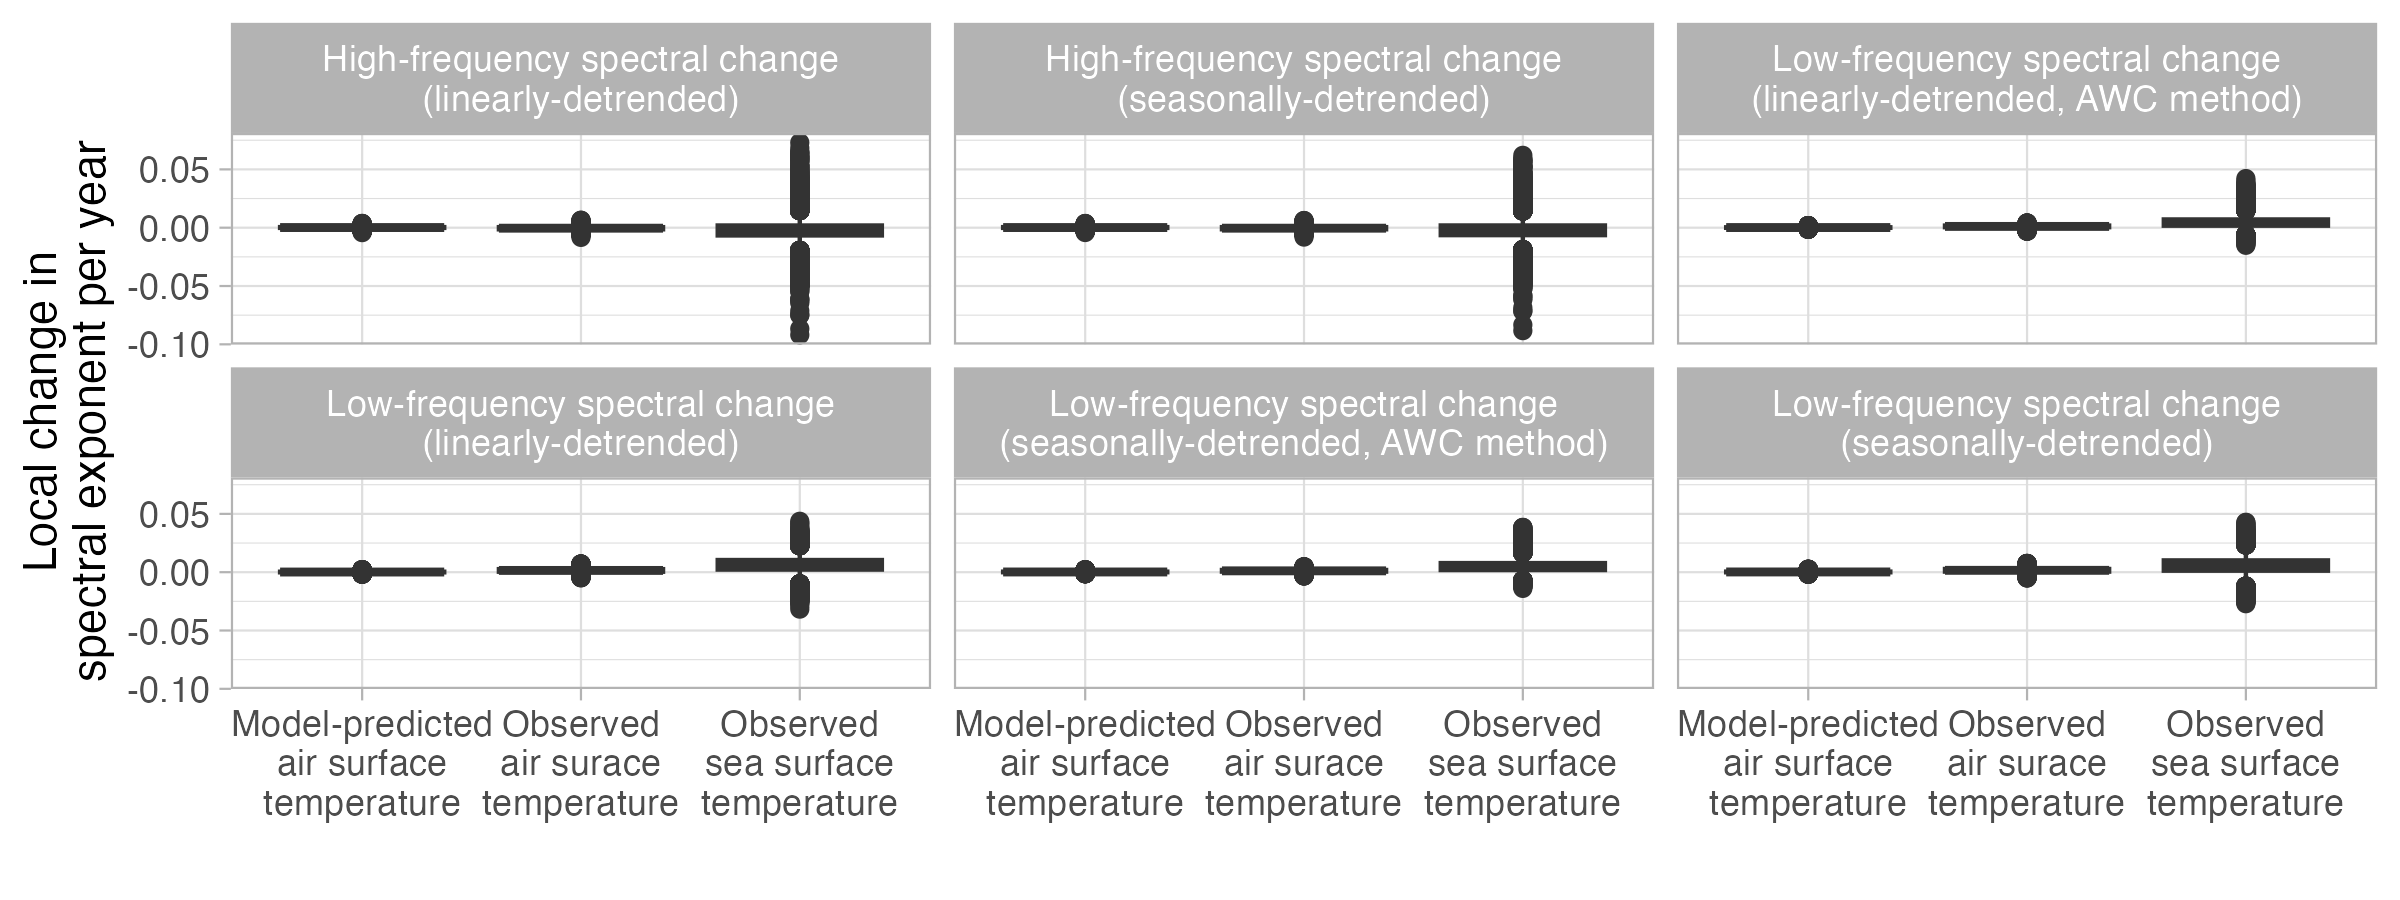 High-frequency spectral change
(linearly-detrended)
High-frequency spectral change
(seasonally-detrended)
Low-frequency spectral change
(linearly-detrended, AWC method)
0.05
0.00
-0.05
-0.10
Low-frequency spectral change
(linearly-detrended)
Low-frequency spectral change
(seasonally-detrended, AWC method)
Low-frequency spectral change
(seasonally-detrended)
0.05
0.00
-0.05
-0.10
Local change in
spectral exponent per year
Model-predicted
air surface
temperature
Observed
air surace
temperature
Observed
sea surface
temperature
Model-predicted
air surface
temperature
Observed
air surace
temperature
Observed
sea surface
temperature
Model-predicted
air surface
temperature
Observed
air surace
temperature
Observed
sea surface
temperature